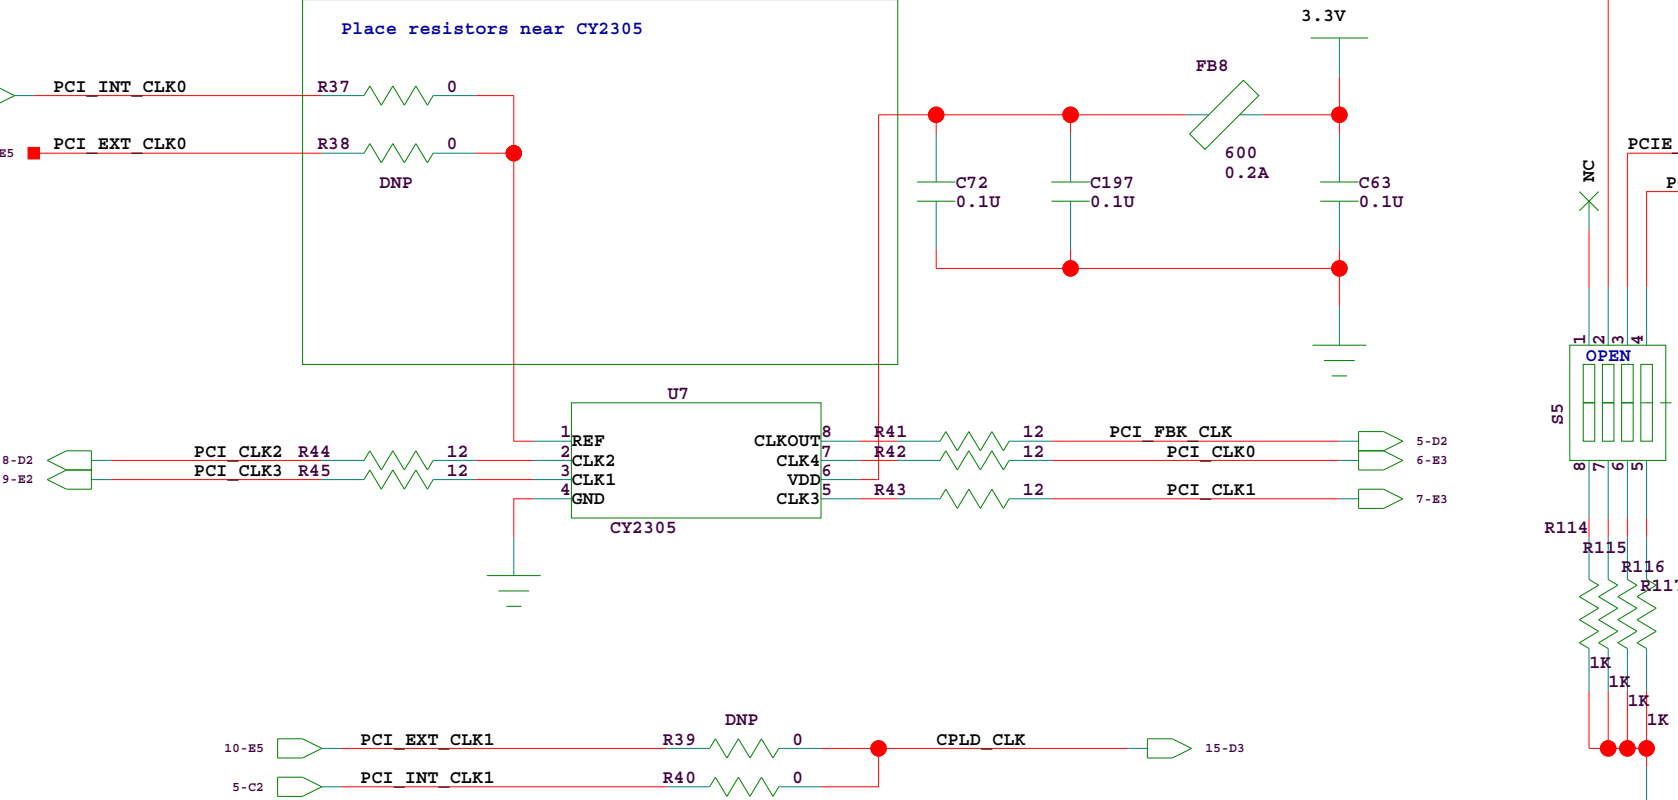 Place resistors near CY2305
3.3V
PCI_INT_CLK0 R37 0
FB8
E5 PCI_EXT_CLK0 R38 0
DNP
600
0.2A
C72
0.1U
C197
0.1U
C63
0.1U
NC
PCIE_
1 2 3 4
OPEN
S5
8 7 6 5
U7
1 REF
2 CLK2
3 CLK1
4 GND
CLKOUT 8
CLK4 7
VDD 6
CLK3 5
CY2305
8-D2 PCI_CLK2 R44 12
9-E2 PCI_CLK3 R45 12
R41 12 PCI_FBK_CLK 5-D2
R42 12 PCI_CLK0 6-E3
R43 12 PCI_CLK1 7-E3
R114
R115
R116
R117
1K
1K
1K
1K
DNP
10-E5 PCI_EXT_CLK1 R39 0 CPLD_CLK 15-D3
5-C2 PCI_INT_CLK1 R40 0